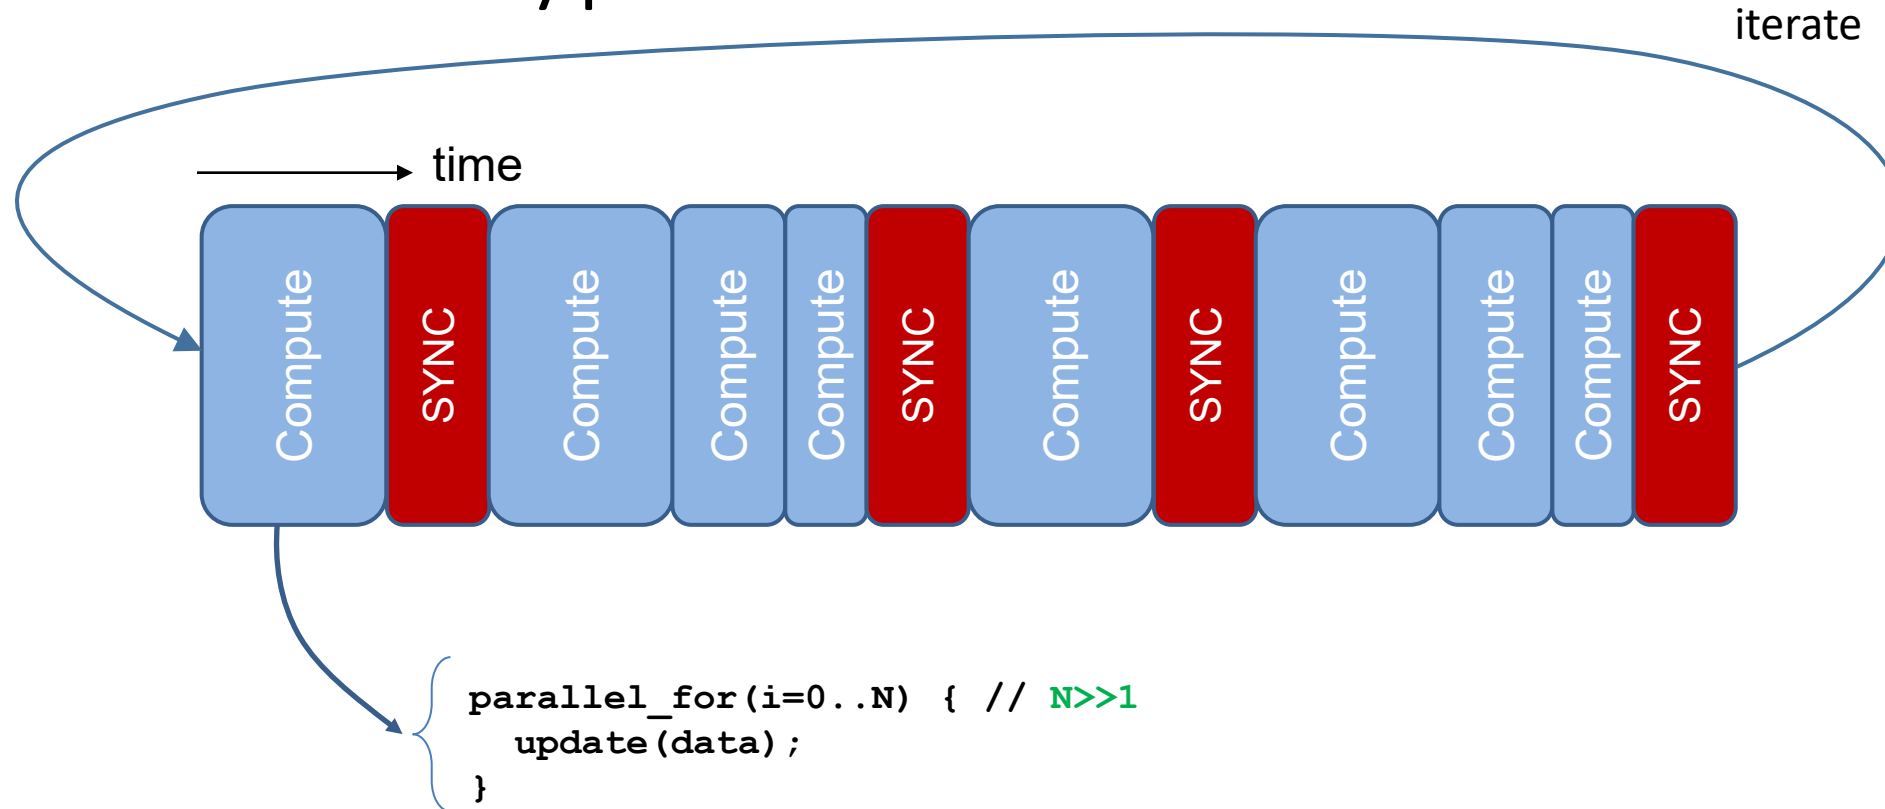 iterate
time
Compute
SYNC
Compute
Compute
Compute
SYNC
Compute
SYNC
Compute
Compute
Compute
SYNC
parallel_for(i=0..N) { // N>>1
update(data);
}